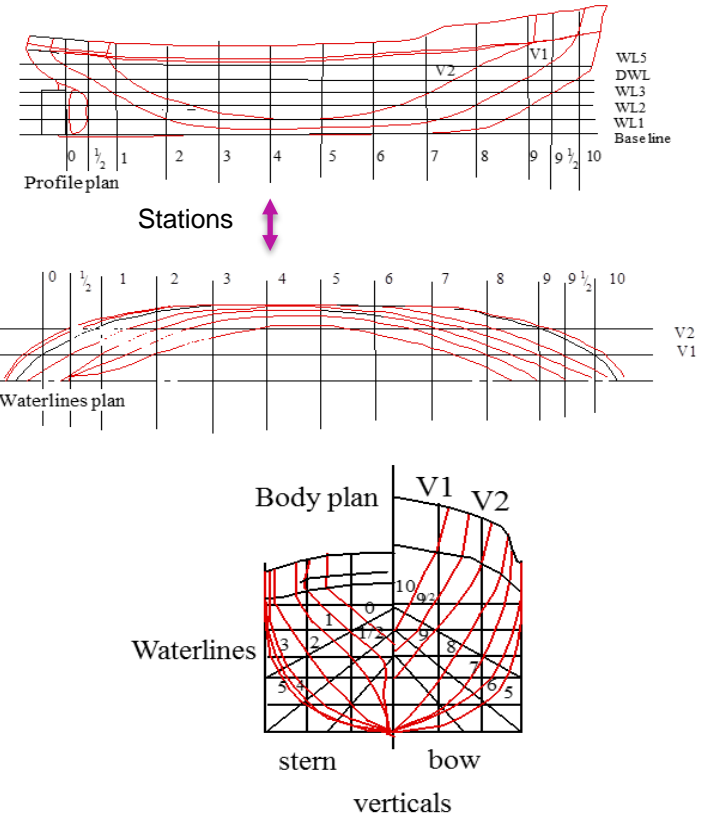 V1
V2
WL5
DWL
WL3
WL2
WL1
Base line
0 1/2 1 2 3 4 5 6 7 8 9 9 1/2 10
Profile plan
Stations
0 1/2 1 2 3 4 5 6 7 8 9 9 1/2 10
V2
V1
Waterlines plan
Body plan V1 V2
10
0 9 1/2
1 1/2 9
Waterlines 3 2 8
7
5 4 6 5
stern bow
verticals